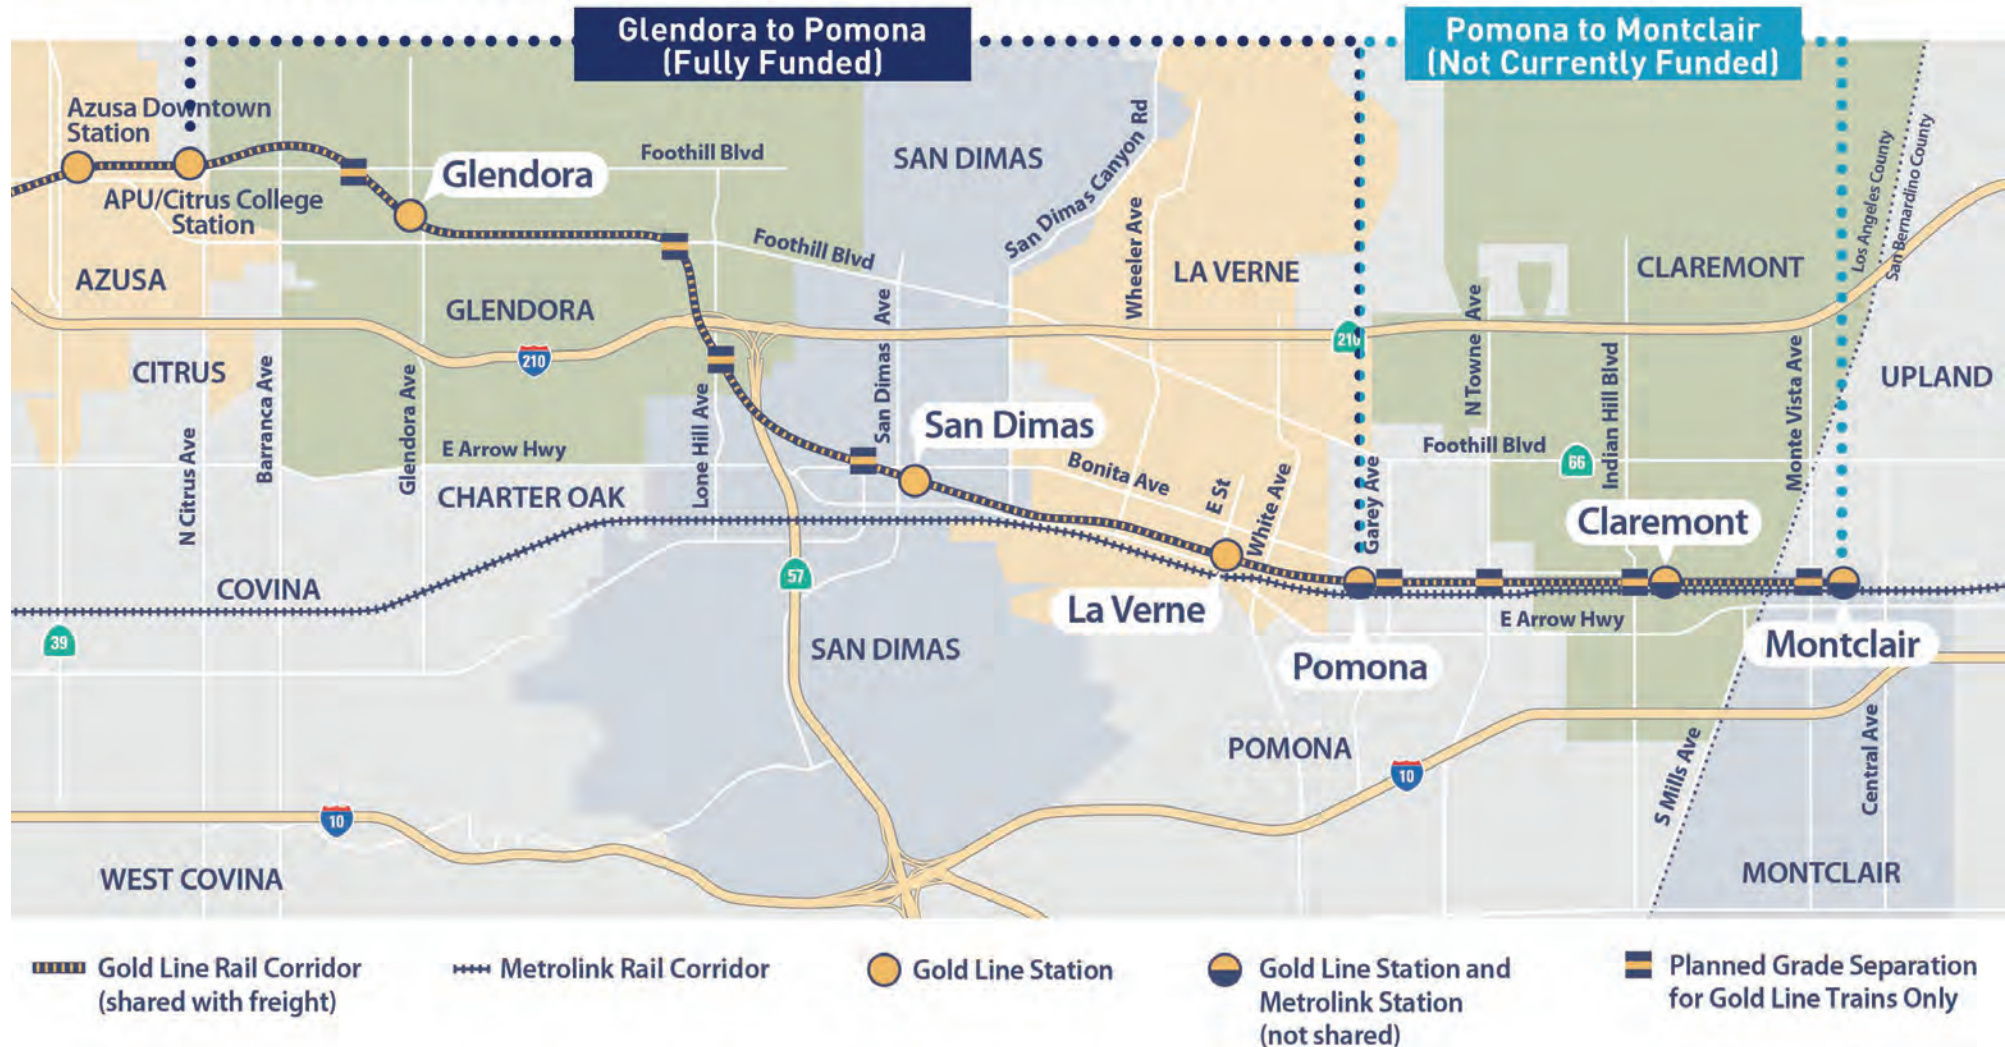 Glendora to Pomona
(Fully Funded)
Pomona to Montclair
(Not Currently Funded)
Azusa Downtown
Station
APU/Citrus College
Station
Glendora
Foothill Blvd
SAN DIMAS
San Dimas Canyon Rd
Wheeler Ave
LA VERNE
CLAREMONT
Los Angeles County
San Bernardino County
AZUSA
GLENDORA
Foothill Blvd
210
210
CITRUS
UPLAND
N Citrus Ave
Barranca Ave
Glendora Ave
Lone Hill Ave
San Dimas Ave
N Towne Ave
Indian Hill Blvd
Monte Vista Ave
E Arrow Hwy
San Dimas
Bonita Ave
E St
White Ave
Garey Ave
Foothill Blvd
66
CHARTER OAK
Claremont
COVINA
57
La Verne
E Arrow Hwy
39
SAN DIMAS
Pomona
Montclair
POMONA
10
10
S Mills Ave
Central Ave
WEST COVINA
MONTCLAIR
Gold Line Rail Corridor
(shared with freight)
Metrolink Rail Corridor
Gold Line Station
Gold Line Station and
Metrolink Station
(not shared)
Planned Grade Separation
for Gold Line Trains Only